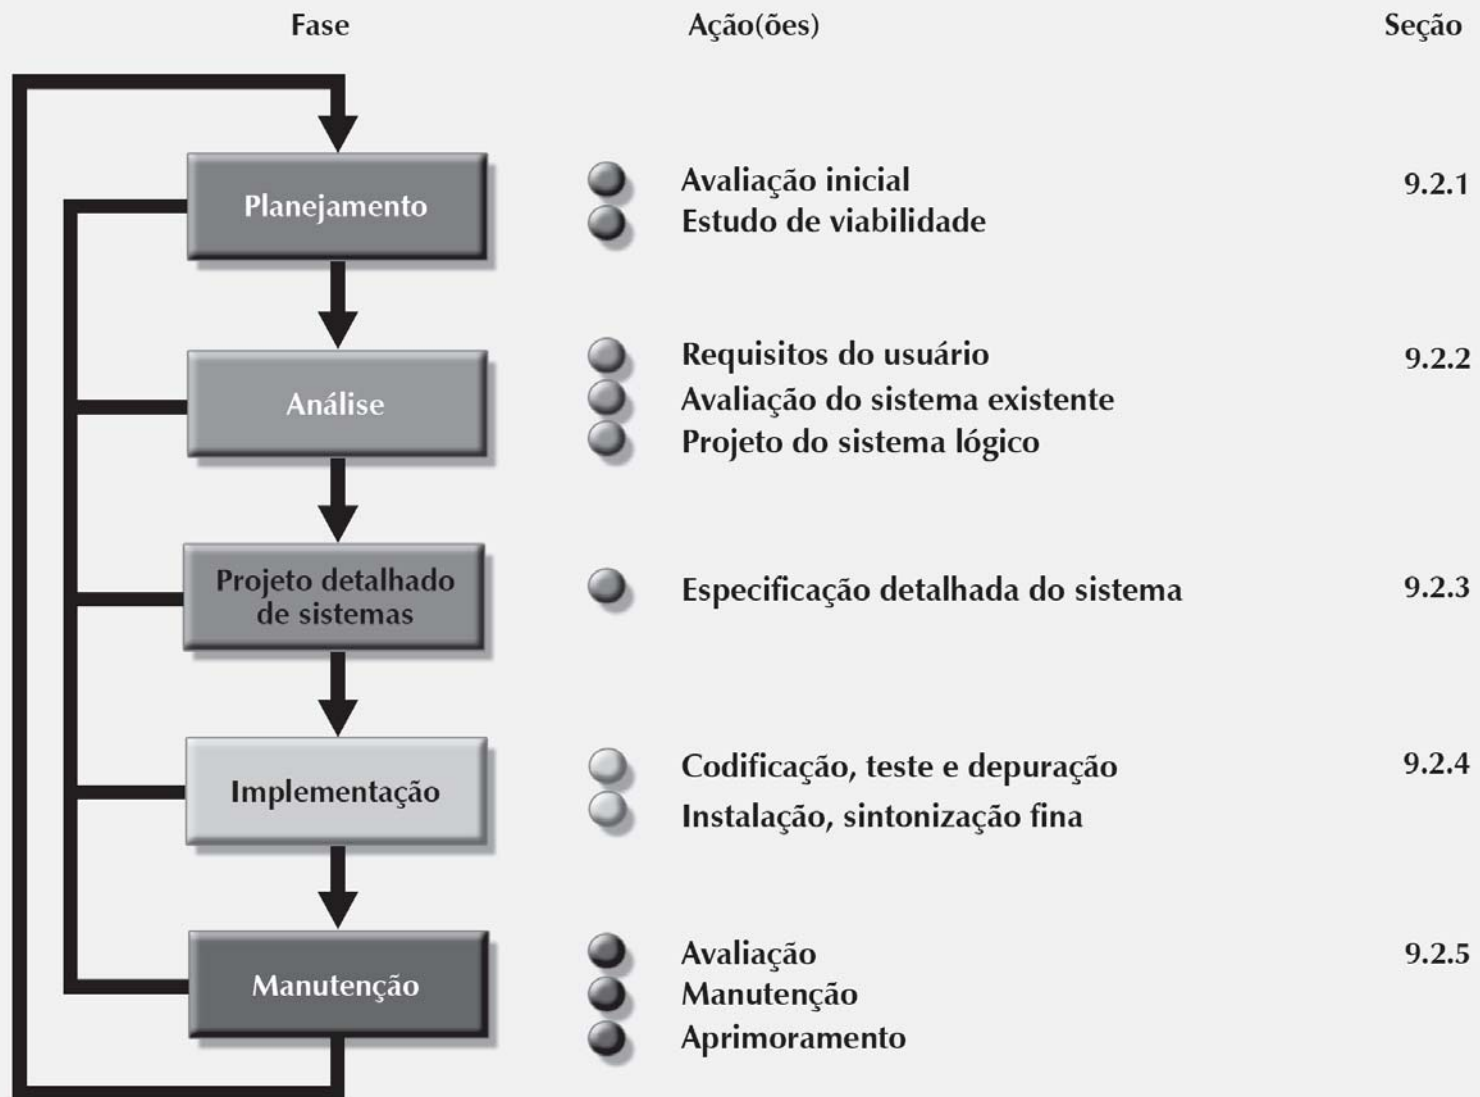 Fase Ação(ões) Seção
Planejamento
Avaliação inicial 9.2.1
Estudo de viabilidade
Análise
Requisitos do usuário 9.2.2
Avaliação do sistema existente
Projeto do sistema lógico
Projeto detalhado
de sistemas
Especificação detalhada do sistema 9.2.3
Implementação
Codificação, teste e depuração 9.2.4
Instalação, sintonização fina
Manutenção
Avaliação 9.2.5
Manutenção
Aprimoramento